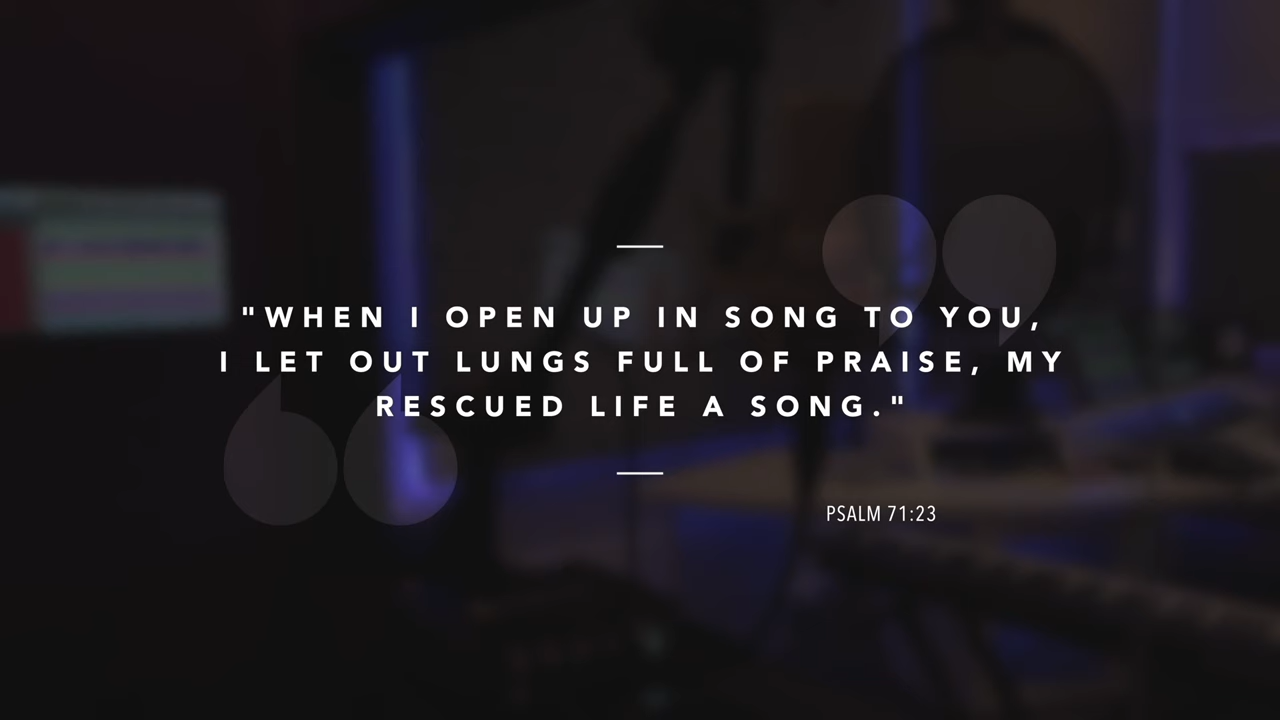 "WHEN I OPEN UP IN SONG TO YOU,
I LET OUT LUNGS FULL OF PRAISE, MY
RESCUED LIFE A SONG."
PSALM 71:23